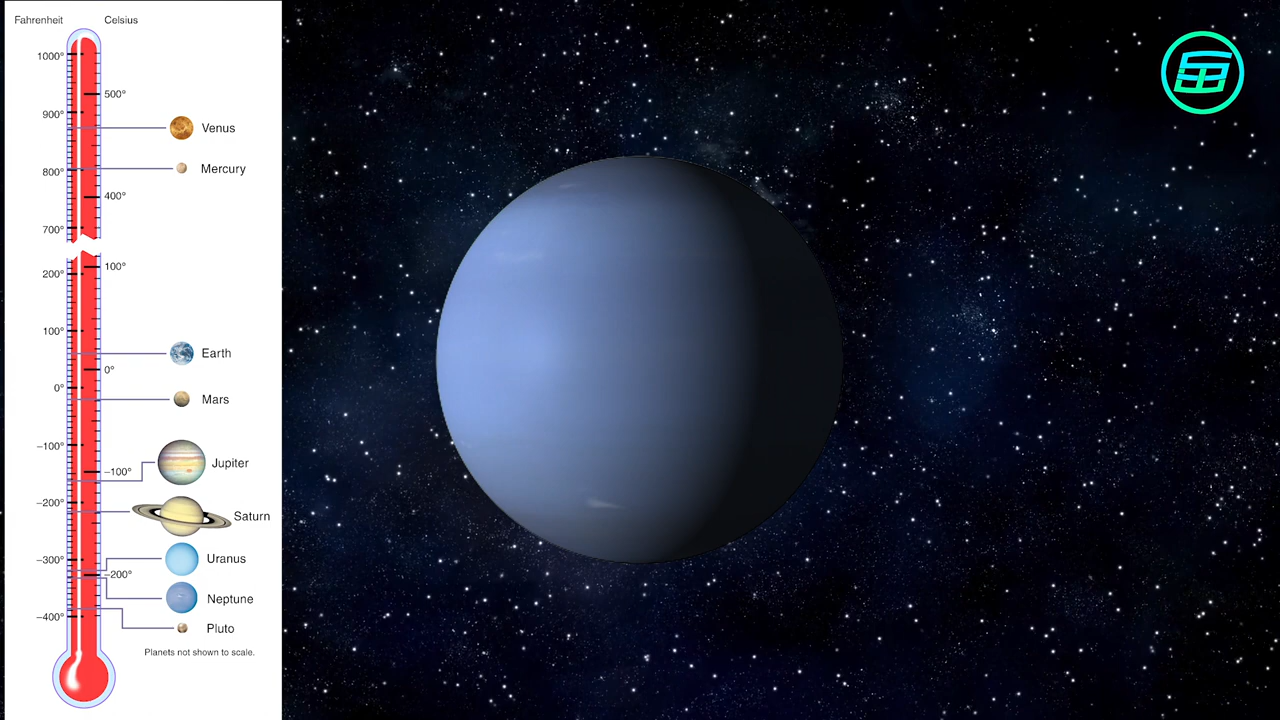 Fahrenheit Celsius
1000°
500°
900°
Venus
Mercury
800°
400°
700°
100°
200°
100°
Earth
0°
0°
Mars
−100°
Jupiter
−100°
−200°
Saturn
−300°
Uranus
−200°
Neptune
−400°
Pluto
Planets not shown to scale.